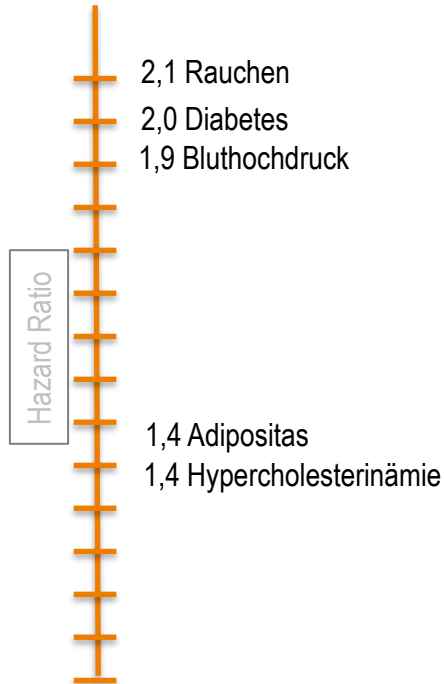 2,1 Rauchen
2,0 Diabetes
1,9 Bluthochdruck
Hazard Ratio
1,4 Adipositas
1,4 Hypercholesterinämie